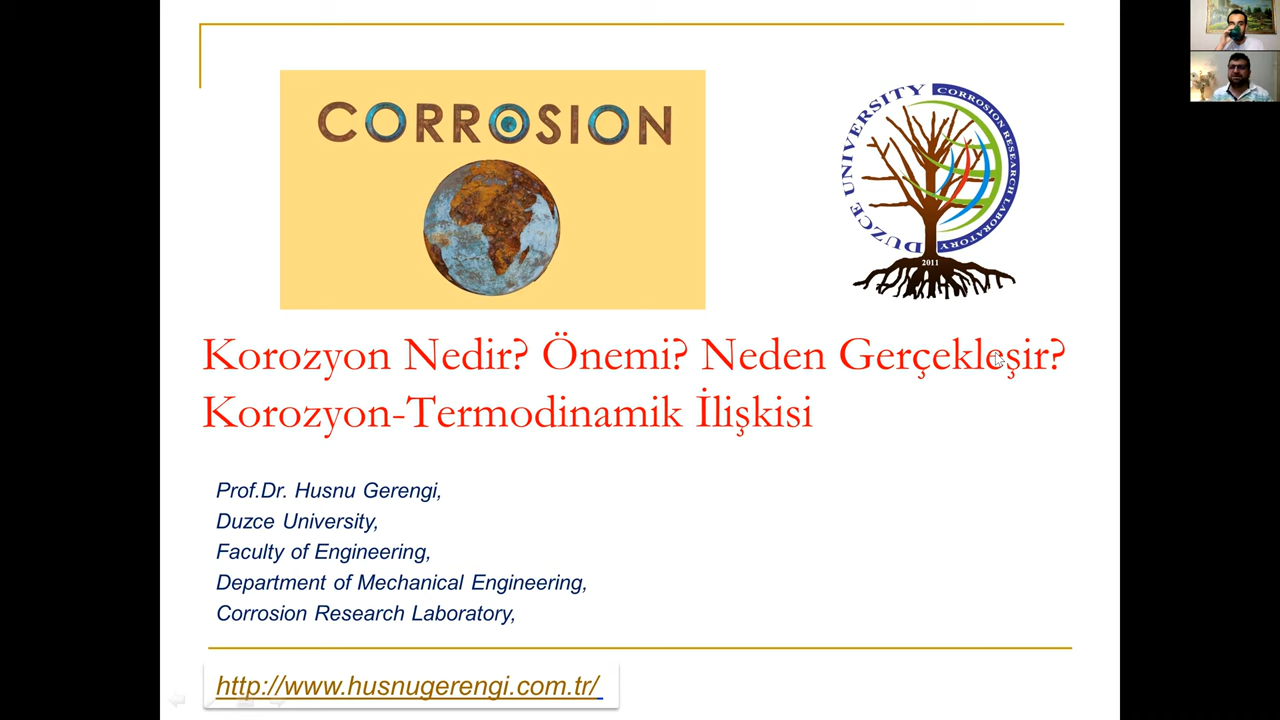 CORROSION
DUZCE UNIVERSITY
CORROSION RESEARCH LABORATORY
2011
Korozyon Nedir? Önemi? Neden Gerçekleşir?
Korozyon-Termodinamik İlişkisi
Prof.Dr. Husnu Gerengi,
Duzce University,
Faculty of Engineering,
Department of Mechanical Engineering,
Corrosion Research Laboratory,
http://www.husnugerengi.com.tr/